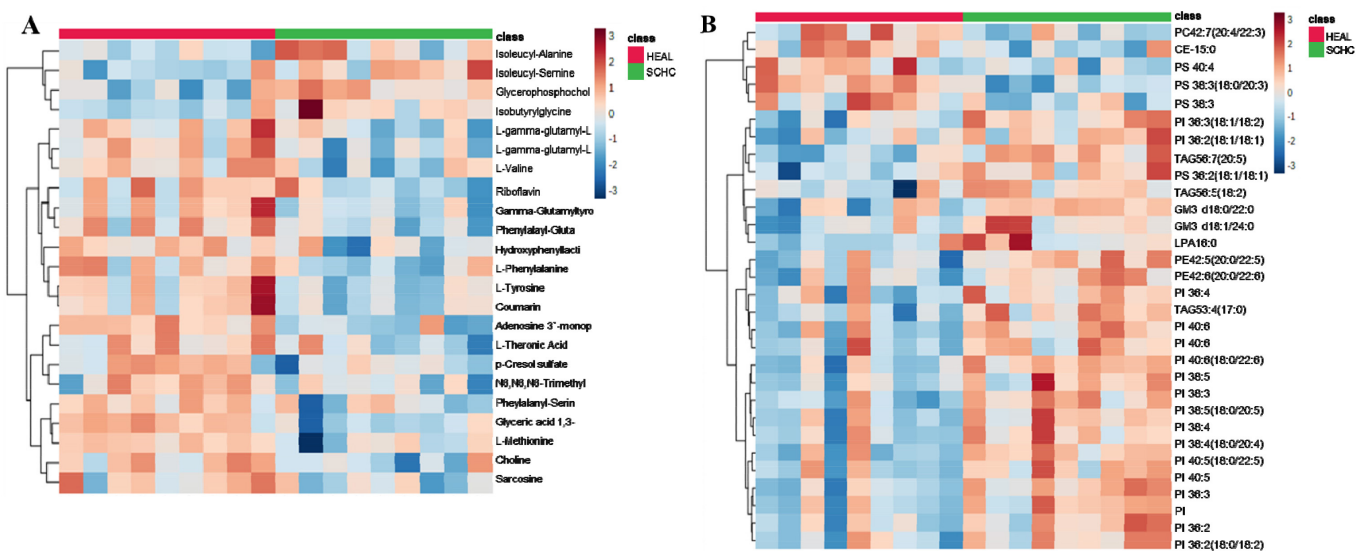 A
class
Isoleucyl-Alanine
Isoleucyl-Sernine
Glycerophosphochol
Isobutyrylglycine
L-gamma-glutamyl-L
L-gamma-glutamyl-L
L-Valine
Riboflavin
Gamma-Glutamyltyro
Phenylalayl-Gluta
Hydroxyphenyllacti
L-Phenylalanine
L-Tyrosine
Coumarin
Adenosine 3`-monop
L-Theronic Acid
p-Cresol sulfate
N6,N6,N6-Trimethyl
Pheylalanyl-Serin
Glyceric acid 1,3-
L-Methionine
Choline
Sarcosine
3
2
1
0
-1
-2
-3
class
HEAL
SCHC
B
class
PC42:7(20:4/22:3)
CE-15:0
PS 40:4
PS 38:3(18:0/20:3)
PS 38:3
PI 36:3(18:1/18:2)
PI 36:2(18:1/18:1)
TAG56:7(20:5)
PS 36:2(18:1/18:1)
TAG56:5(18:2)
GM3 d18:0/22:0
GM3 d18:1/24:0
LPA16:0
PE42:5(20:0/22:5)
PE42:6(20:0/22:6)
PI 36:4
TAG53:4(17:0)
PI 40:6
PI 40:6
PI 40:6(18:0/22:6)
PI 38:5
PI 38:3
PI 38:5(18:0/20:5)
PI 38:4
PI 38:4(18:0/20:4)
PI 40:5(18:0/22:5)
PI 40:5
PI 36:3
PI
PI 36:2
PI 36:2(18:0/18:2)
3
2
1
0
-1
-2
-3
class
HEAL
SCHC